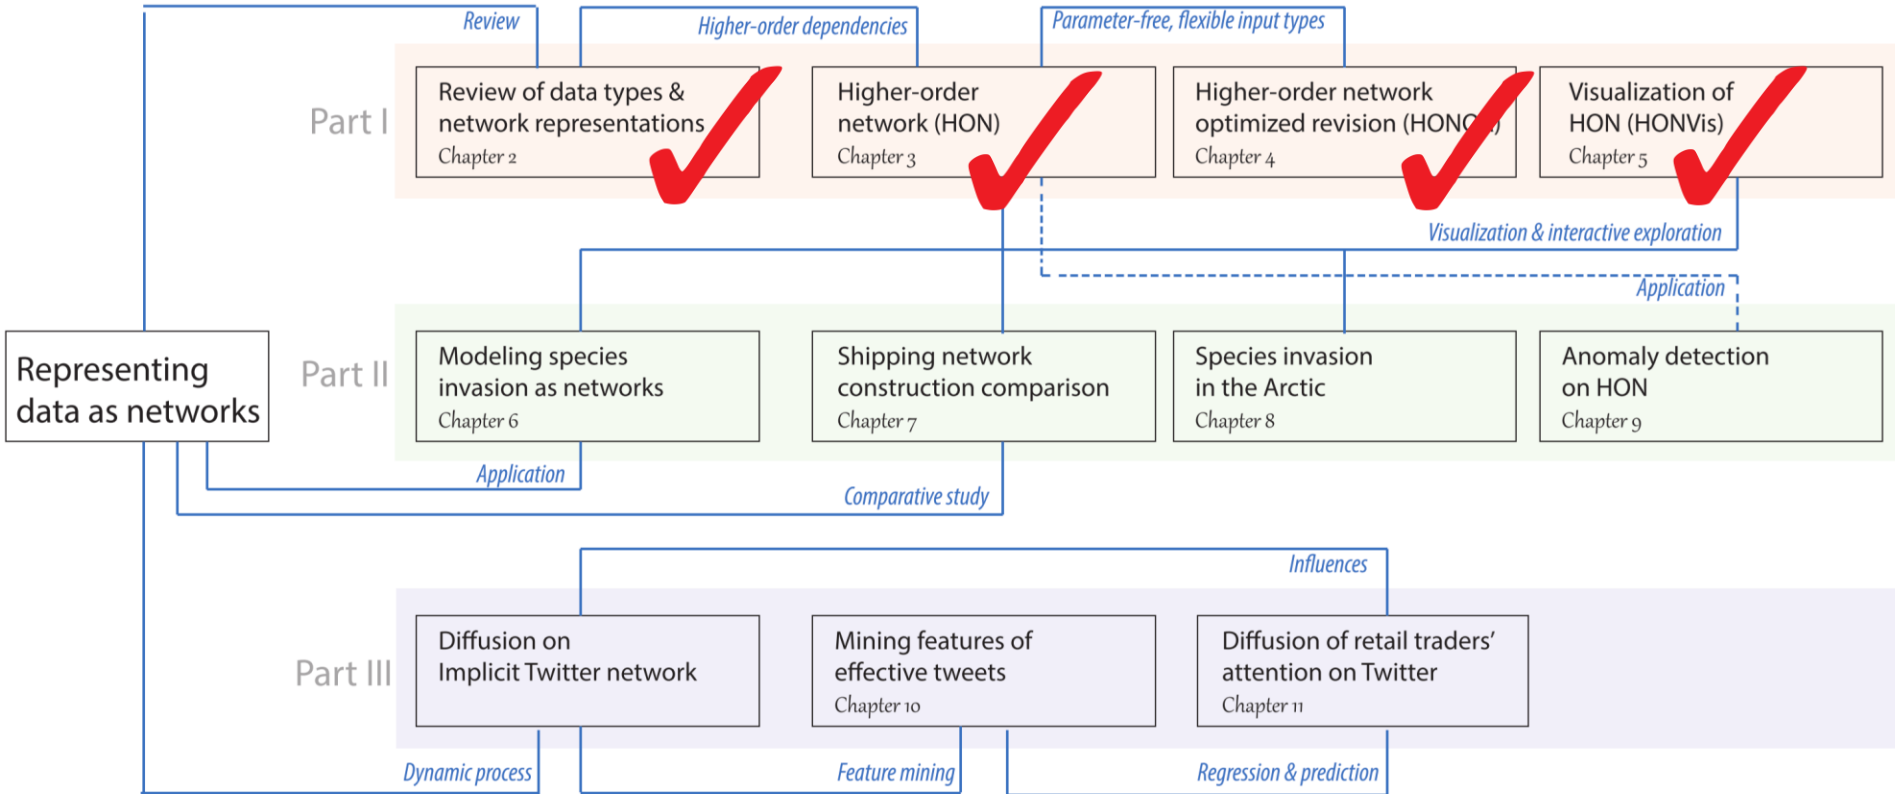 Review
Higher-order dependencies
Parameter-free, flexible input types
Part I
Review of data types &
network representations
Chapter 2
Higher-order
network (HON)
Chapter 3
Higher-order network
optimized revision
Chapter 4
Visualization of
HON (HONVis)
Chapter 5
Visualization & interactive exploration
Application
Representing
data as networks
Part II
Modeling species
invasion as networks
Chapter 6
Shipping network
construction comparison
Chapter 7
Species invasion
in the Arctic
Chapter 8
Anomaly detection
on HON
Chapter 9
Application
Comparative study
Influences
Part III
Diffusion on
Implicit Twitter network
Mining features of
effective tweets
Chapter 10
Diffusion of retail traders’
attention on Twitter
Chapter 11
Dynamic process
Feature mining
Regression & prediction